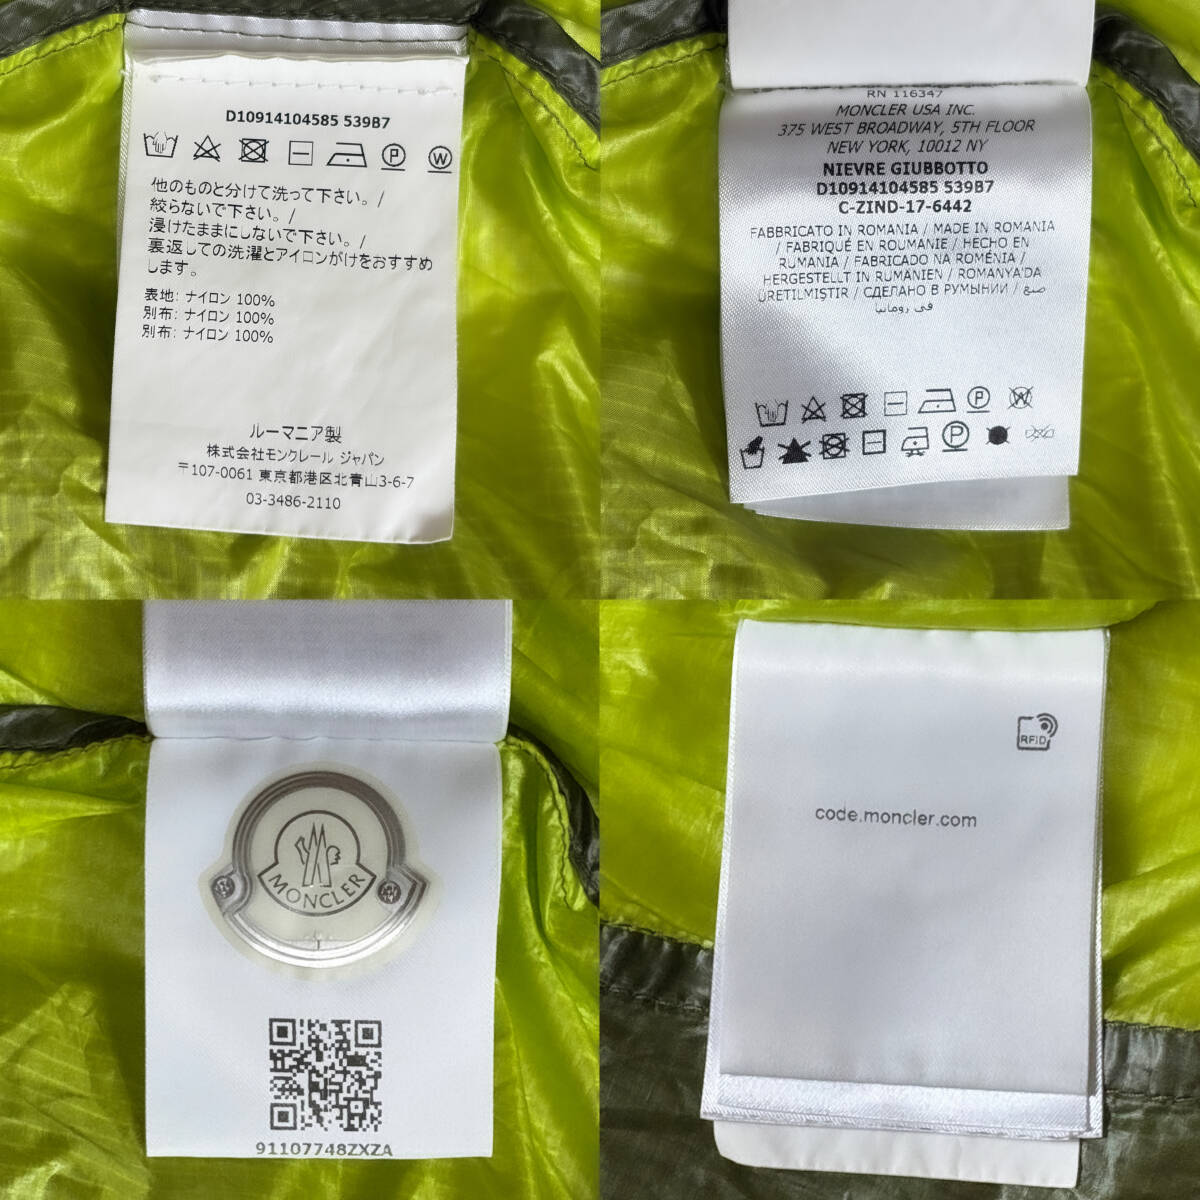 D10914104585 539B7
P
W
他のものと分けて洗って下さい。/
絞らないで下さい。/
浸けたままにしないで下さい。/
裏返しての洗濯とアイロンがけをおすすめ
します。
表地: ナイロン 100%
別布: ナイロン 100%
別布: ナイロン 100%
ルーマニア製
株式会社モンクレール ジャパン
〒107-0061 東京都港区北青山3-6-7
03-3486-2110
RN 116347
MONCLER USA INC.
375 WEST BROADWAY, 5TH FLOOR
NEW YORK, 10012 NY
NIEVRE GIUBBOTTO
D10914104585 539B7
C-ZIND-17-6442
FABBRICATO IN ROMANIA / MADE IN ROMANIA
/ FABRIQUÉ EN ROUMANIE / HECHO EN
RUMANIA / FABRICADO NA ROMÉNIA /
HERGESTELLT IN RUMÄNIEN / ROMANYA'DA
ÜRETILMIŞTIR / СДЕЛАНО В РУМЫНИИ / صنع
في رومانيا
P
W
P
MONCLER
91107748ZXZA
RFID
code.moncler.com